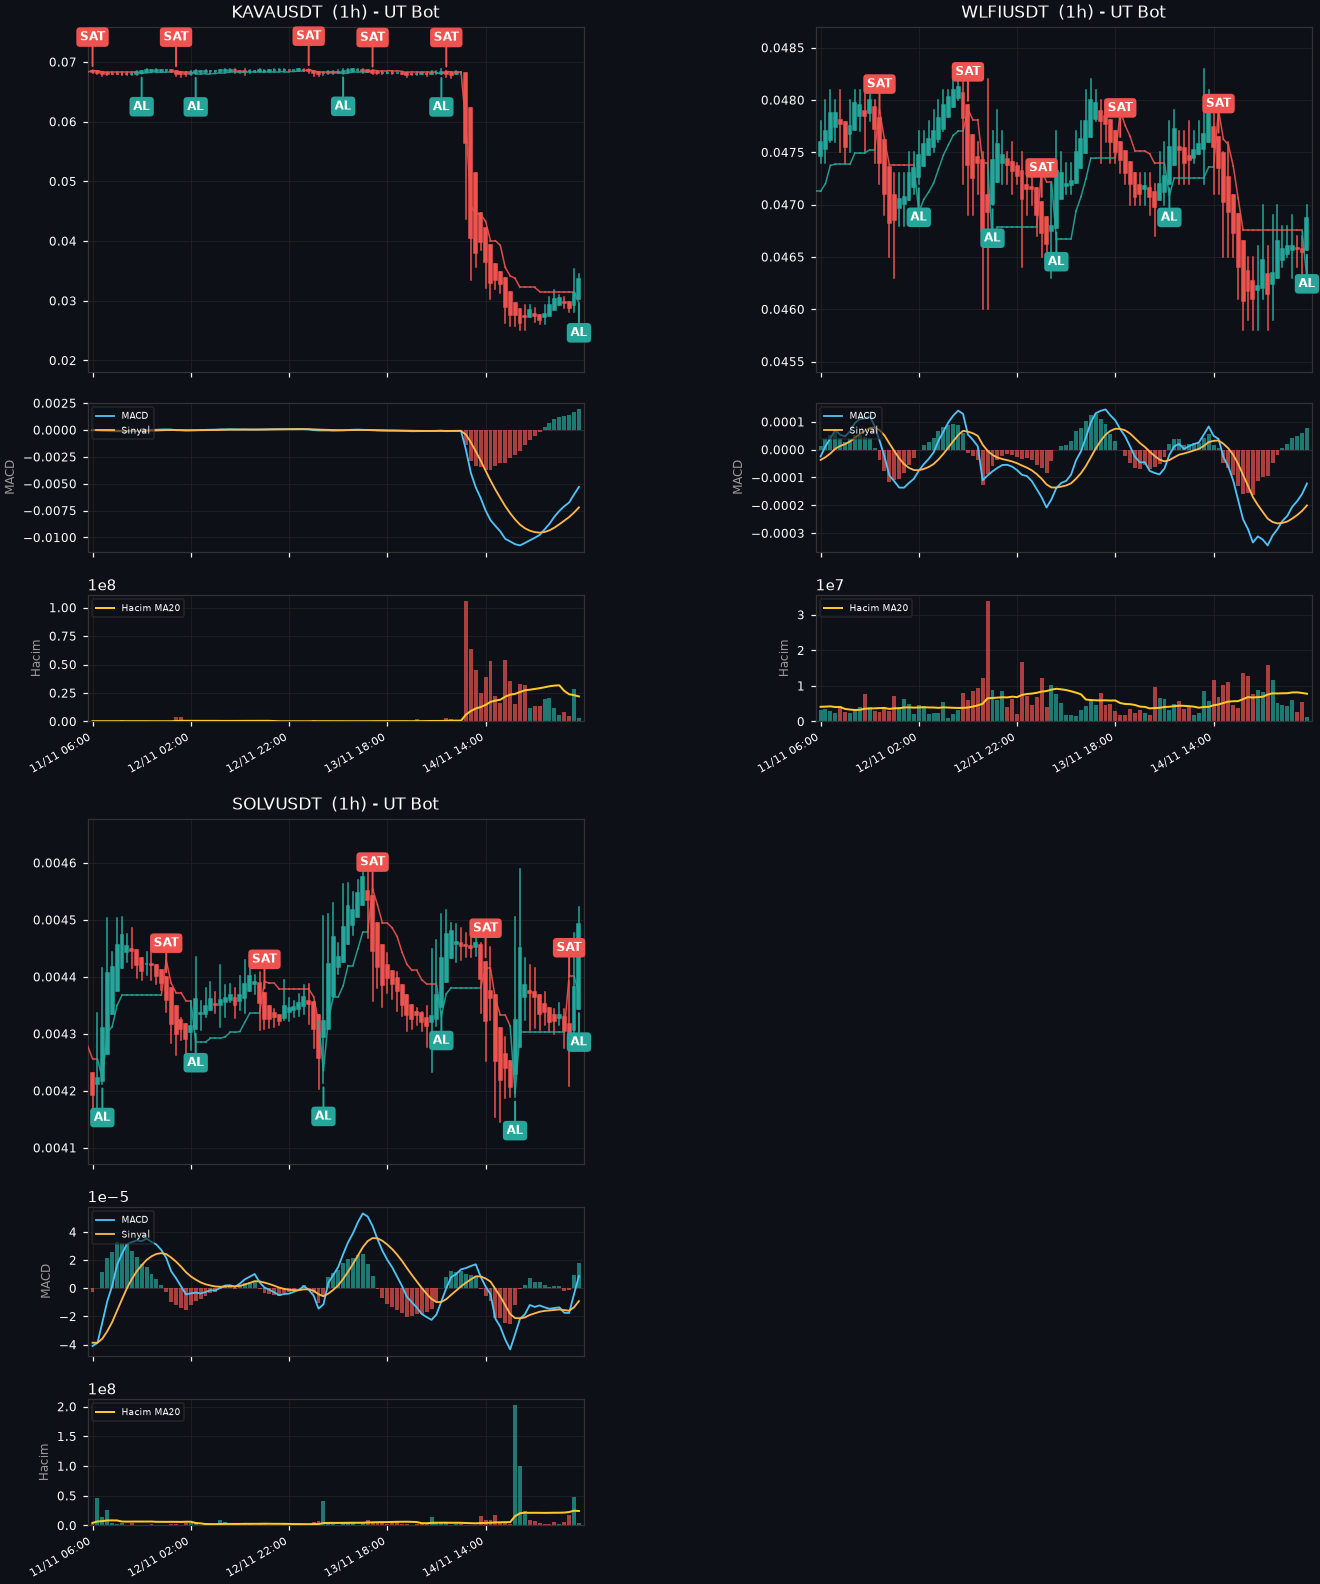 KAVAUSDT  (1h) - UT Bot
SAT
SAT
SAT
SAT
SAT
AL
AL
AL
AL
AL
0.07
0.06
0.05
0.04
0.03
0.02
MACD
Sinyal
MACD
0.0025
0.0000
−0.0025
−0.0050
−0.0075
−0.0100
1e8
Hacim MA20
Hacim
1.00
0.75
0.50
0.25
0.00
11/11 06:00
12/11 02:00
12/11 22:00
13/11 18:00
14/11 14:00
WLFIUSDT  (1h) - UT Bot
SAT
SAT
SAT
SAT
SAT
AL
AL
AL
AL
AL
0.0485
0.0480
0.0475
0.0470
0.0465
0.0460
0.0455
MACD
Sinyal
MACD
0.0001
0.0000
−0.0001
−0.0002
−0.0003
1e7
Hacim MA20
Hacim
3
2
1
0
11/11 06:00
12/11 02:00
12/11 22:00
13/11 18:00
14/11 14:00
SOLVUSDT  (1h) - UT Bot
SAT
SAT
SAT
SAT
SAT
AL
AL
AL
AL
AL
AL
0.0046
0.0045
0.0044
0.0043
0.0042
0.0041
1e−5
MACD
Sinyal
MACD
4
2
0
−2
−4
1e8
Hacim MA20
Hacim
2.0
1.5
1.0
0.5
0.0
11/11 06:00
12/11 02:00
12/11 22:00
13/11 18:00
14/11 14:00